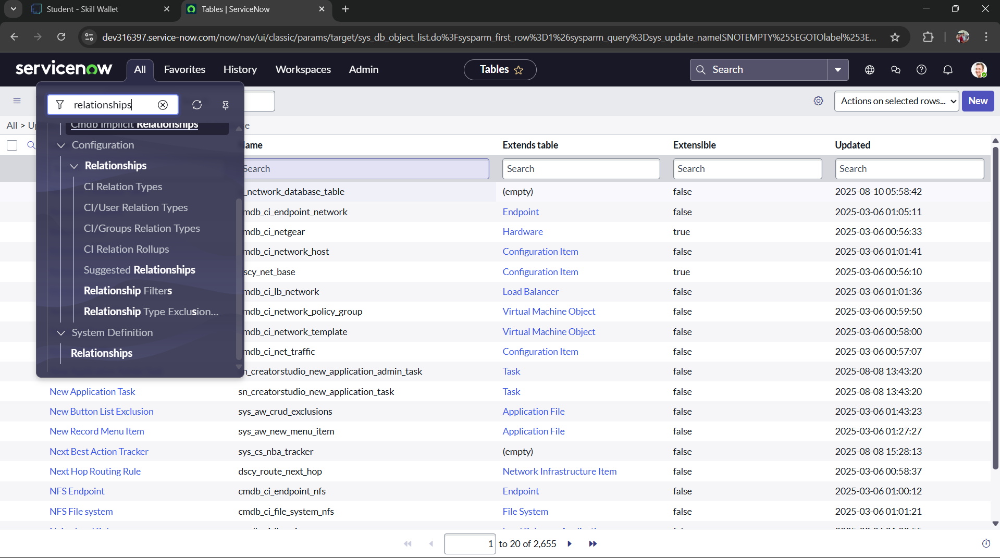 Student - Skill Wallet
Tables | ServiceNow
dev316397.service-now.com/now/nav/ui/classic/params/target/sys_db_object_list.do%3Fsysparm_first_row%3D1%26sysparm_query%3Dsys_update_nameISNOTEMPTY%255EGOTOlabel%253E...
servicenow All Favorites History Workspaces Admin Tables Search
relationships Actions on selected rows... New
All > Up
Cmdb Implicit Relationships
Configuration
Relationships
CI Relation Types
CI/User Relation Types
CI/Groups Relation Types
CI Relation Rollups
Suggested Relationships
Relationship Filters
Relationship Type Exclusion...
System Definition
Relationships
ame Extends table Extensible Updated
Search Search Search Search
_network_database_table (empty) false 2025-08-10 05:58:42
mdb_ci_endpoint_network Endpoint false 2025-03-06 01:05:11
mdb_ci_netgear Hardware true 2025-03-06 00:56:33
mdb_ci_network_host Configuration Item false 2025-03-06 01:01:41
scy_net_base Configuration Item true 2025-03-06 00:56:10
mdb_ci_lb_network Load Balancer false 2025-03-06 01:01:36
mdb_ci_network_policy_group Virtual Machine Object false 2025-03-06 00:59:50
mdb_ci_network_template Virtual Machine Object false 2025-03-06 00:58:00
mdb_ci_net_traffic Configuration Item false 2025-03-06 00:57:07
n_creatorstudio_new_application_admin_task Task false 2025-08-08 13:43:20
New Application Task sn_creatorstudio_new_application_task Task false 2025-08-08 13:43:20
New Button List Exclusion sys_aw_crud_exclusions Application File false 2025-03-06 01:43:23
New Record Menu Item sys_aw_new_menu_item Application File false 2025-03-06 01:27:27
Next Best Action Tracker sys_cs_nba_tracker (empty) false 2025-08-08 15:28:13
Next Hop Routing Rule dscy_route_next_hop Network Infrastructure Item false 2025-03-06 00:58:37
NFS Endpoint cmdb_ci_endpoint_nfs Endpoint false 2025-03-06 01:00:12
NFS File system cmdb_ci_file_system_nfs File System false 2025-03-06 01:01:21
1 to 20 of 2,655